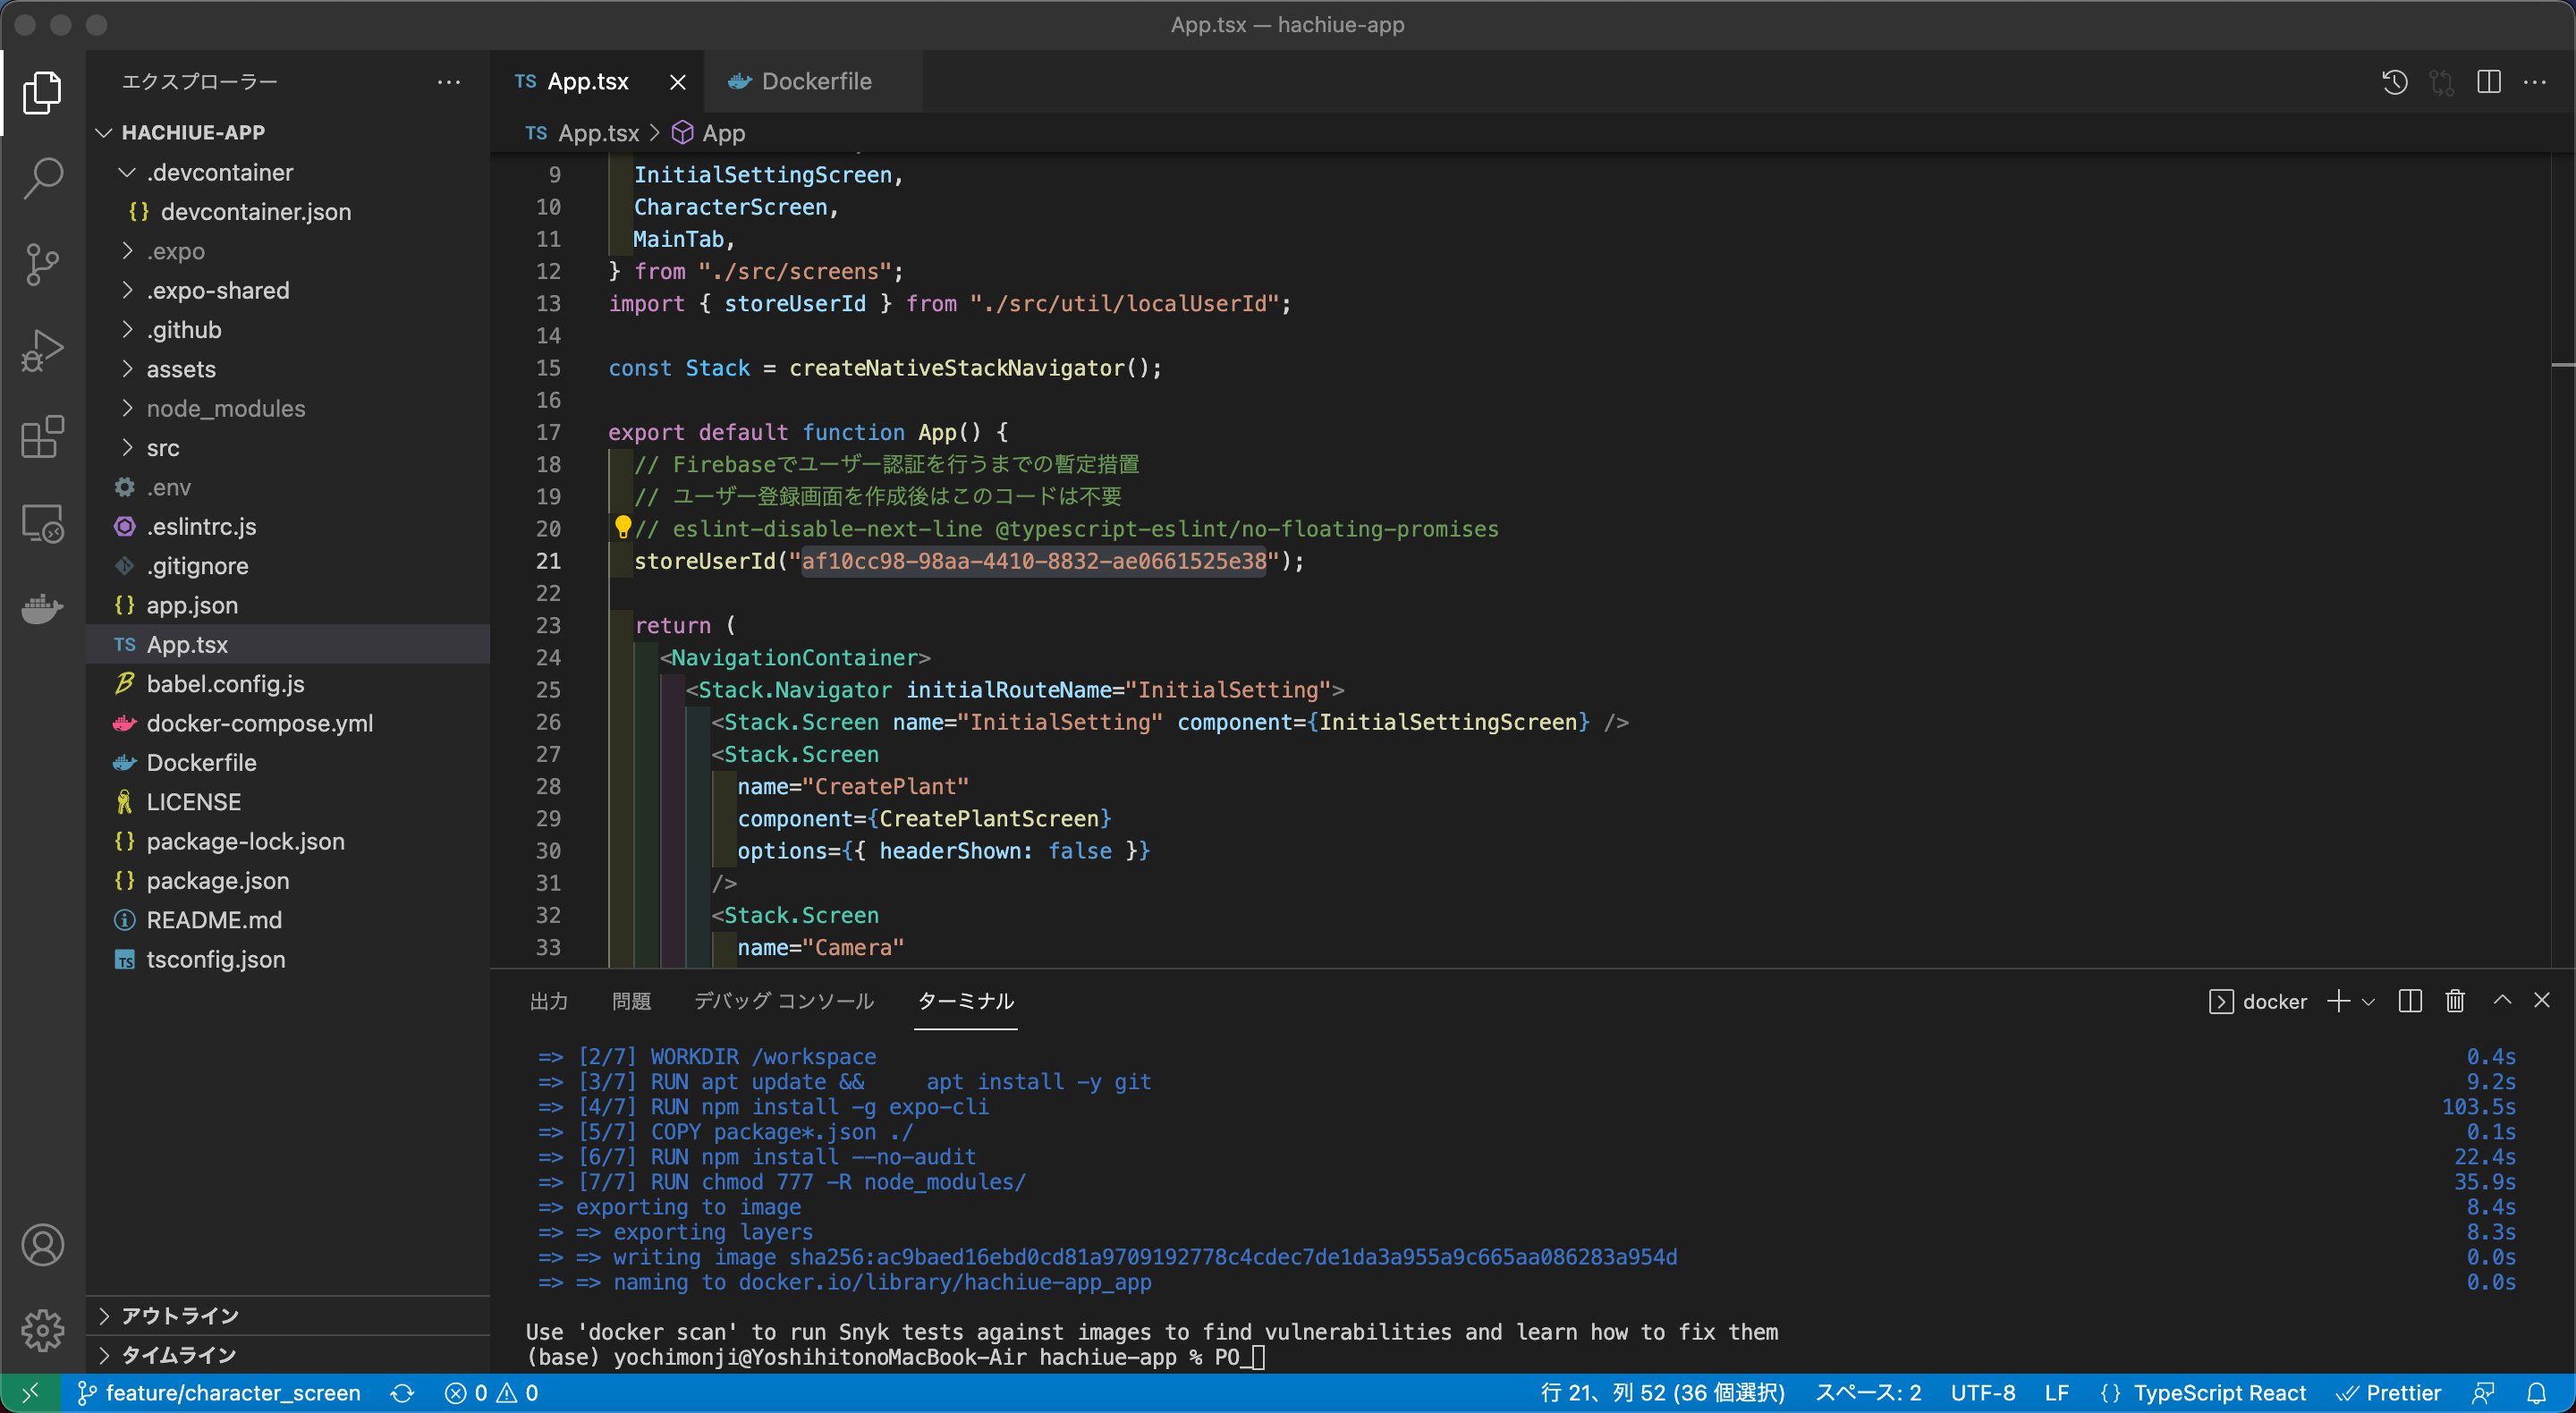 App.tsx — hachiue-app
エクスプローラー
HACHIUE-APP
.devcontainer
{} devcontainer.json
.expo
.expo-shared
.github
assets
node_modules
src
.env
.eslintrc.js
.gitignore
{} app.json
TS App.tsx
babel.config.js
docker-compose.yml
Dockerfile
LICENSE
{} package-lock.json
{} package.json
README.md
TS tsconfig.json
アウトライン
タイムライン
TS App.tsx
Dockerfile
TS App.tsx > App
9 InitialSettingScreen,
10 CharacterScreen,
11 MainTab,
12 } from "./src/screens";
13 import { storeUserId } from "./src/util/localUserId";
14
15 const Stack = createNativeStackNavigator();
16
17 export default function App() {
18 // Firebaseでユーザー認証を行うまでの暫定措置
19 // ユーザー登録画面を作成後はこのコードは不要
20 // eslint-disable-next-line @typescript-eslint/no-floating-promises
21 storeUserId("af10cc98-98aa-4410-8832-ae0661525e38");
22
23 return (
24 <NavigationContainer>
25 <Stack.Navigator initialRouteName="InitialSetting">
26 <Stack.Screen name="InitialSetting" component={InitialSettingScreen} />
27 <Stack.Screen
28 name="CreatePlant"
29 component={CreatePlantScreen}
30 options={{ headerShown: false }}
31 />
32 <Stack.Screen
33 name="Camera"
出力 問題 デバッグ コンソール ターミナル docker
=> [2/7] WORKDIR /workspace 0.4s
=> [3/7] RUN apt update &&     apt install -y git 9.2s
=> [4/7] RUN npm install -g expo-cli 103.5s
=> [5/7] COPY package*.json ./ 0.1s
=> [6/7] RUN npm install --no-audit 22.4s
=> [7/7] RUN chmod 777 -R node_modules/ 35.9s
=> exporting to image 8.4s
=> => exporting layers 8.3s
=> => writing image sha256:ac9baed16ebd0cd81a9709192778c4cdec7de1da3a955a9c665aa086283a954d 0.0s
=> => naming to docker.io/library/hachiue-app_app 0.0s
Use 'docker scan' to run Snyk tests against images to find vulnerabilities and learn how to fix them
(base) yochimonji@YoshihitonoMacBook-Air hachiue-app % PO_
feature/character_screen 0 0 行 21、列 52 (36 個選択) スペース: 2 UTF-8 LF {} TypeScript React Prettier